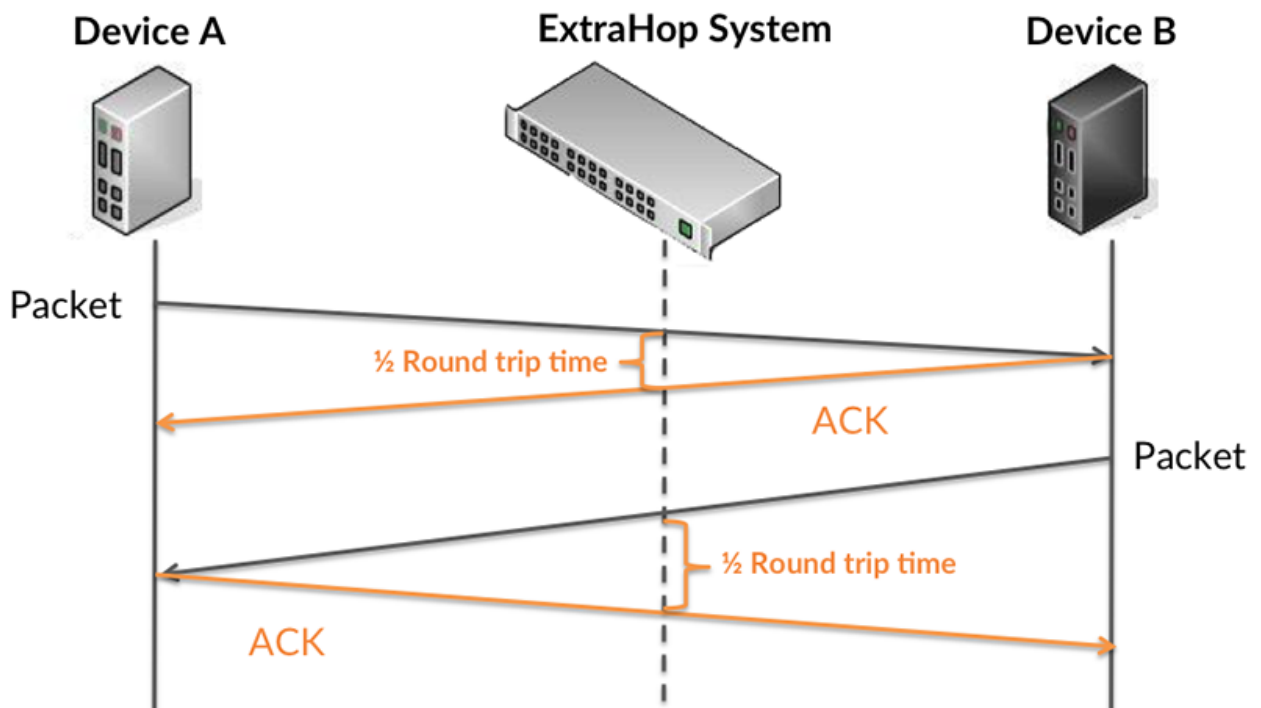 Device A
ExtraHop System
Device B
Packet
½ Round trip time
ACK
Packet
½ Round trip time
ACK